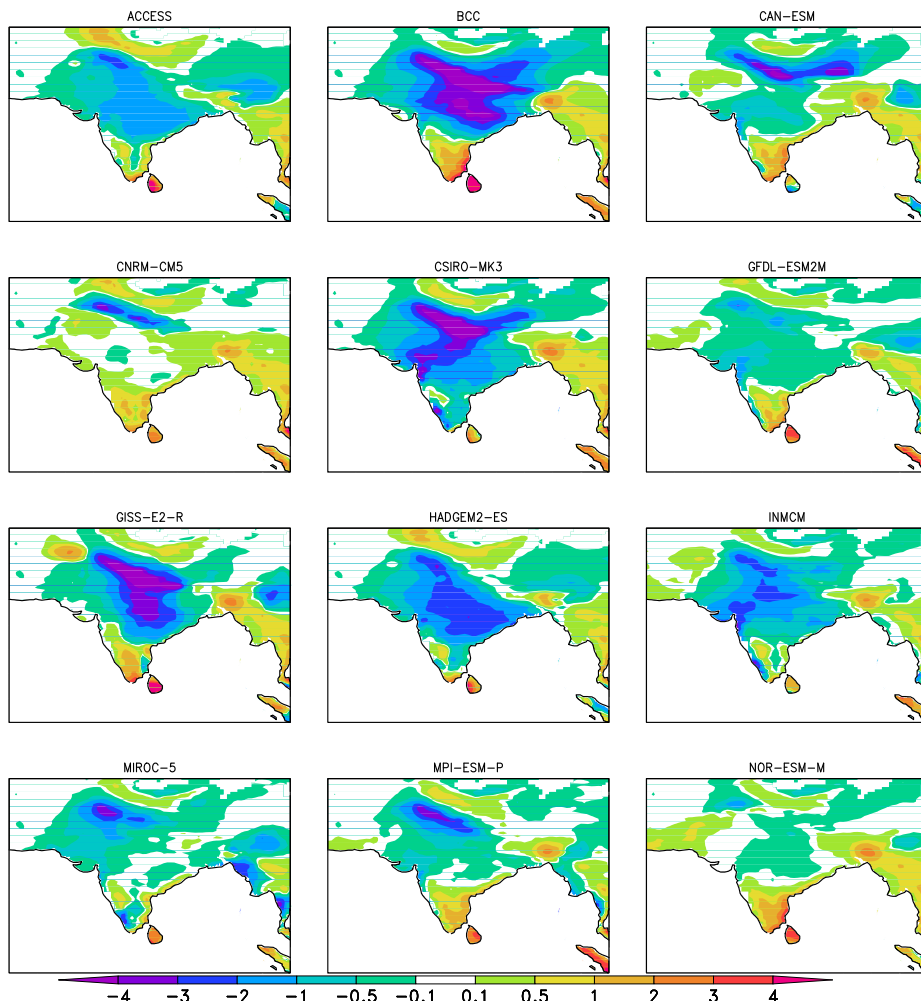 ACCESS BCC CAN-ESM
CNRM-CM5 CSIRO-MK3 GFDL-ESM2M
GISS-E2-R HADGEM2-ES INMCM
MIROC-5 MPI-ESM-P NOR-ESM-M
-4 -3 -2 -1 -0.5 -0.1 0.1 0.5 1 2 3 4